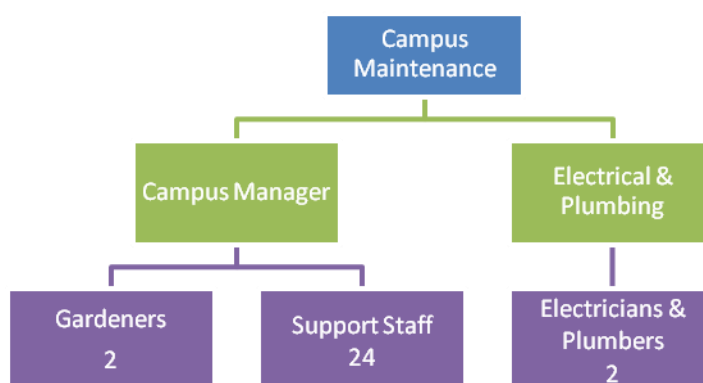 Campus
Maintenance
Campus Manager
Electrical &
Plumbing
Gardeners
2
Support Staff
24
Electricians &
Plumbers
2